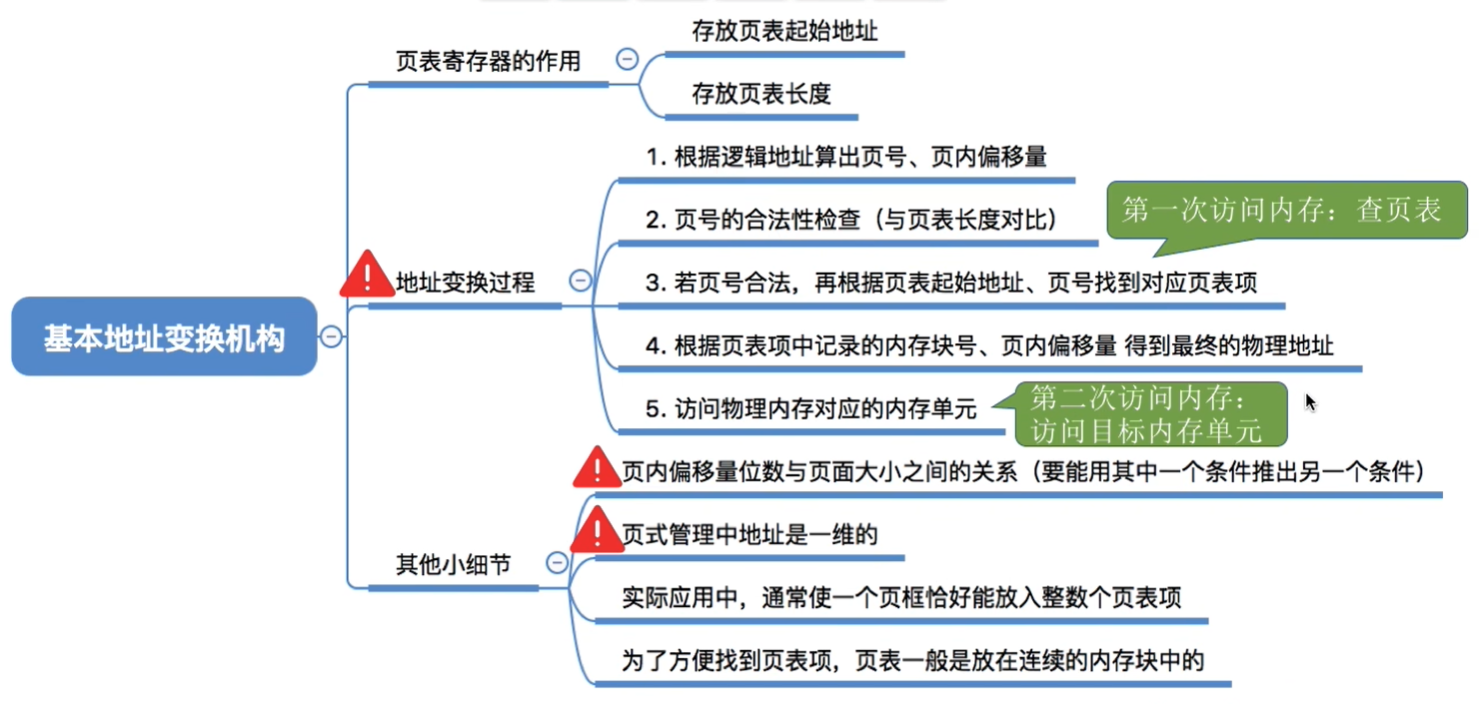 基本地址变换机构
页表寄存器的作用
存放页表起始地址
存放页表长度
地址变换过程
1. 根据逻辑地址算出页号、页内偏移量
2. 页号的合法性检查（与页表长度对比）
第一次访问内存：查页表
3. 若页号合法，再根据页表起始地址、页号找到对应页表项
4. 根据页表项中记录的内存块号、页内偏移量 得到最终的物理地址
5. 访问物理内存对应的内存单元
第二次访问内存：
访问目标内存单元
其他小细节
页内偏移量位数与页面大小之间的关系（要能用其中一个条件推出另一个条件）
页式管理中地址是一维的
实际应用中，通常使一个页框恰好能放入整数个页表项
为了方便找到页表项，页表一般是放在连续的内存块中的